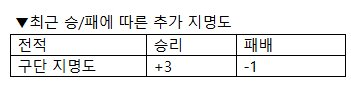 ▼최근 승/패에 따른 추가 지명도
전적 승리 패배
구단 지명도 +3 -1